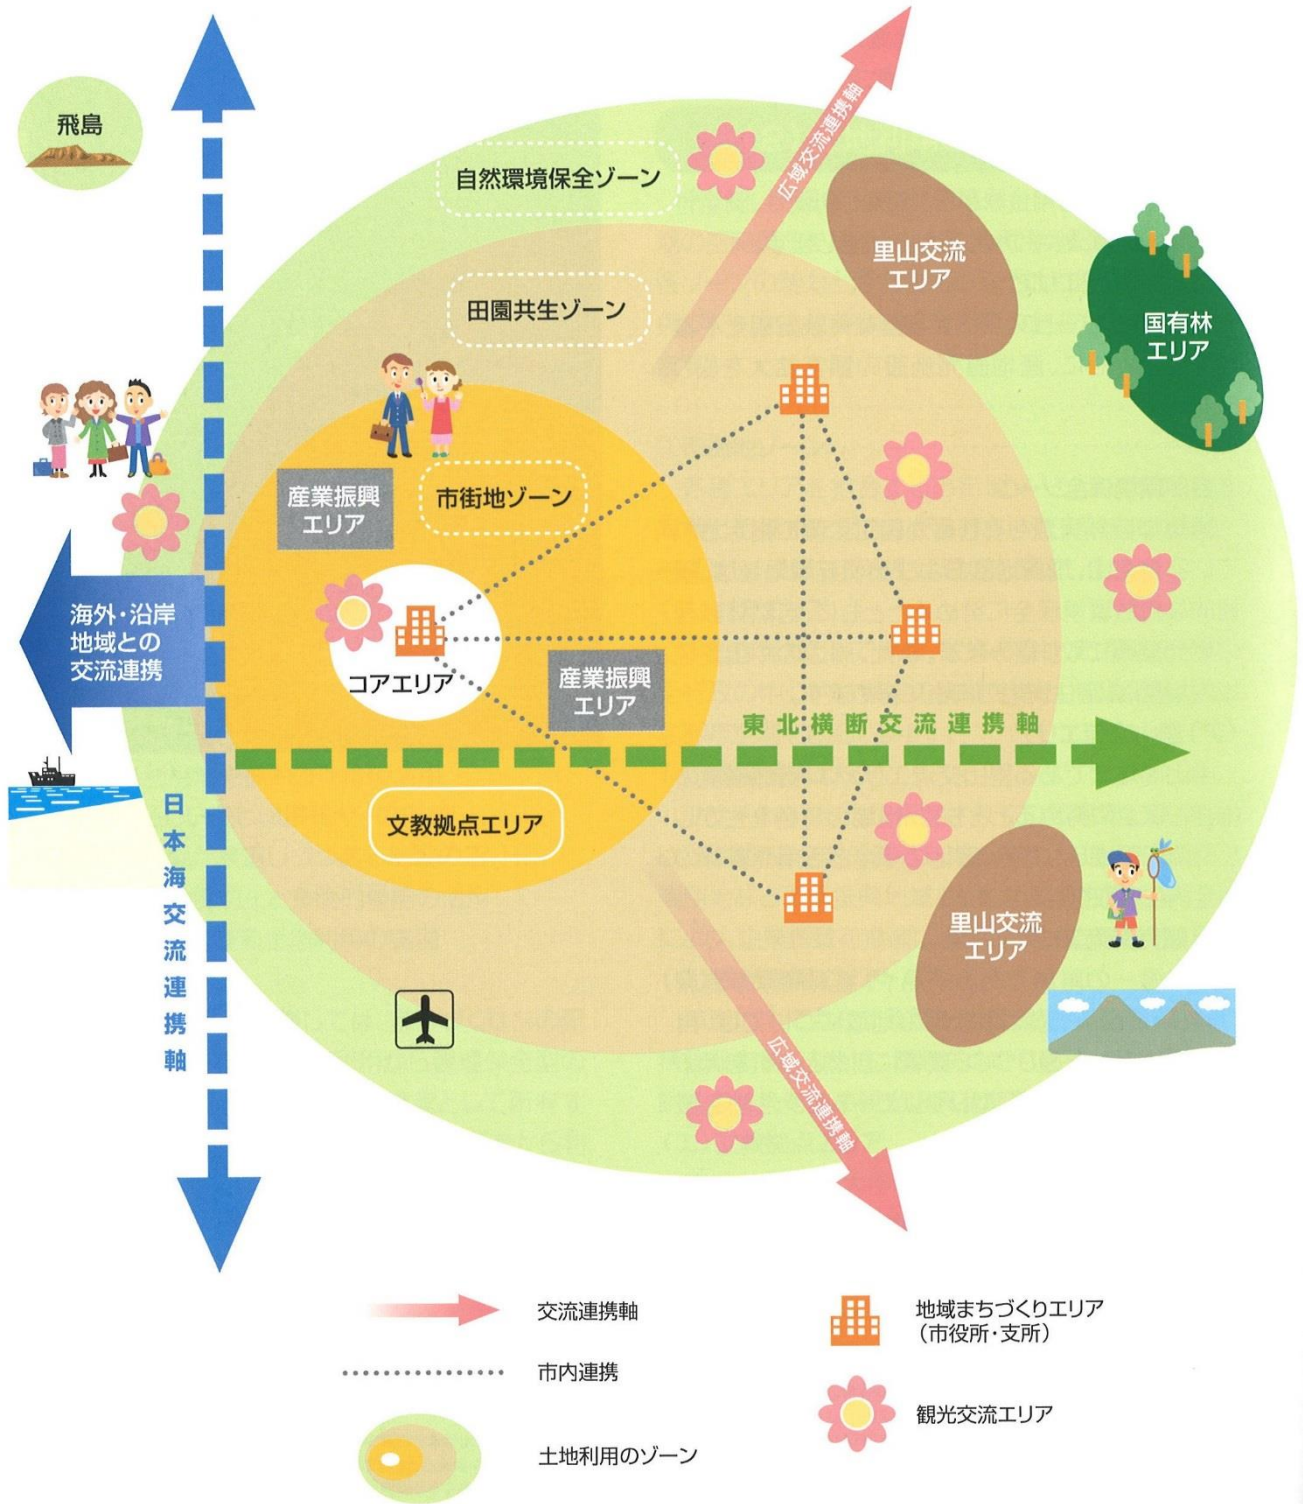 飛島
自然環境保全ゾーン
広域交流連携軸
里山交流
エリア
田園共生ゾーン
国有林
エリア
産業振興
エリア
市街地ゾーン
海外・沿岸
地域との
交流連携
コアエリア
産業振興
エリア
東北横断交流連携軸
日本海交流連携軸
文教拠点エリア
里山交流
エリア
広域交流連携軸
交流連携軸
地域まちづくりエリア
（市役所・支所）
市内連携
観光交流エリア
土地利用のゾーン